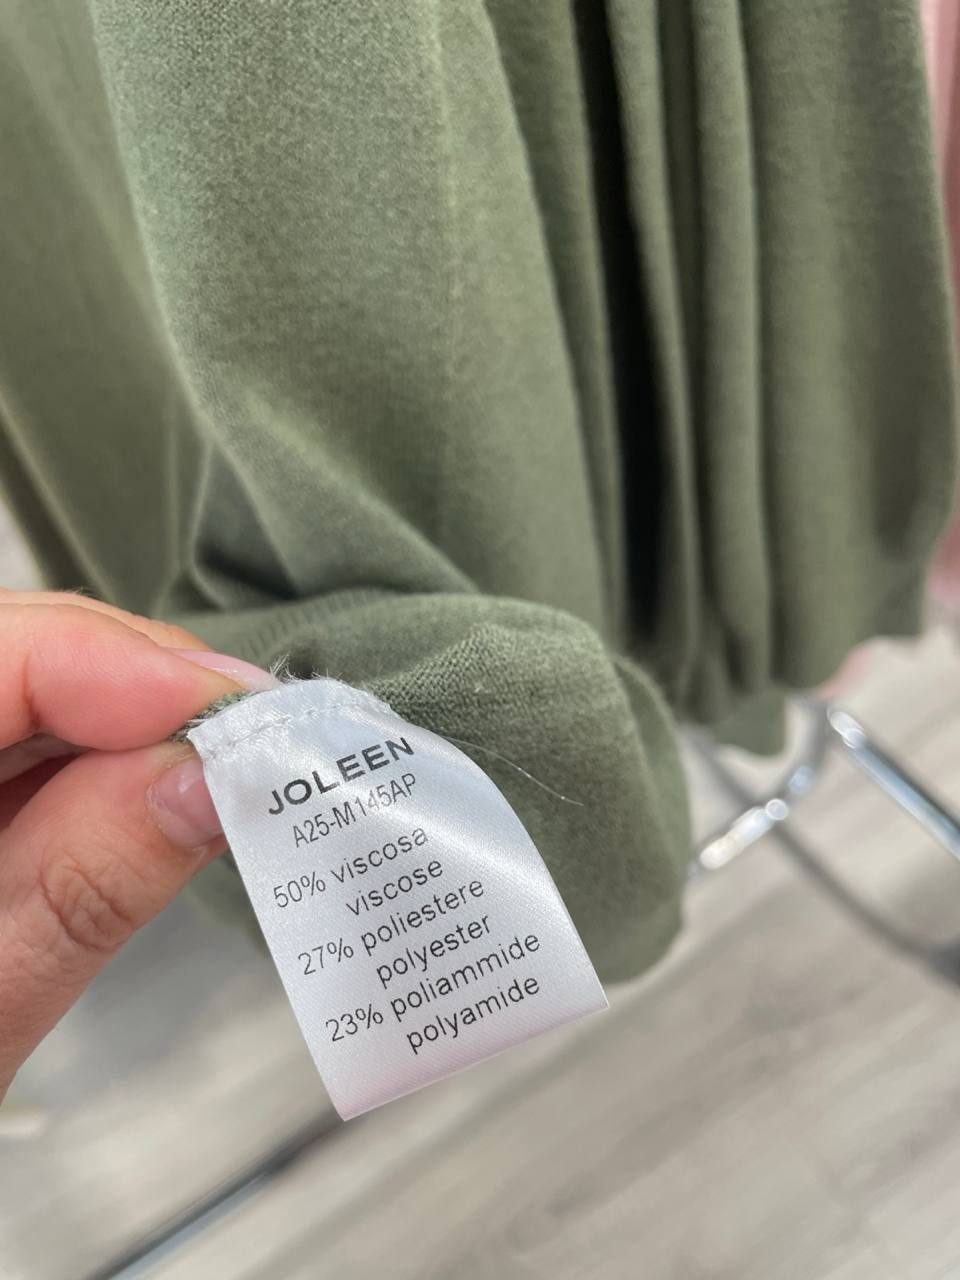 JOLEEN
A25-M145AP
50% viscosa
viscose
27% poliestere
polyester
23% poliammide
polyamide